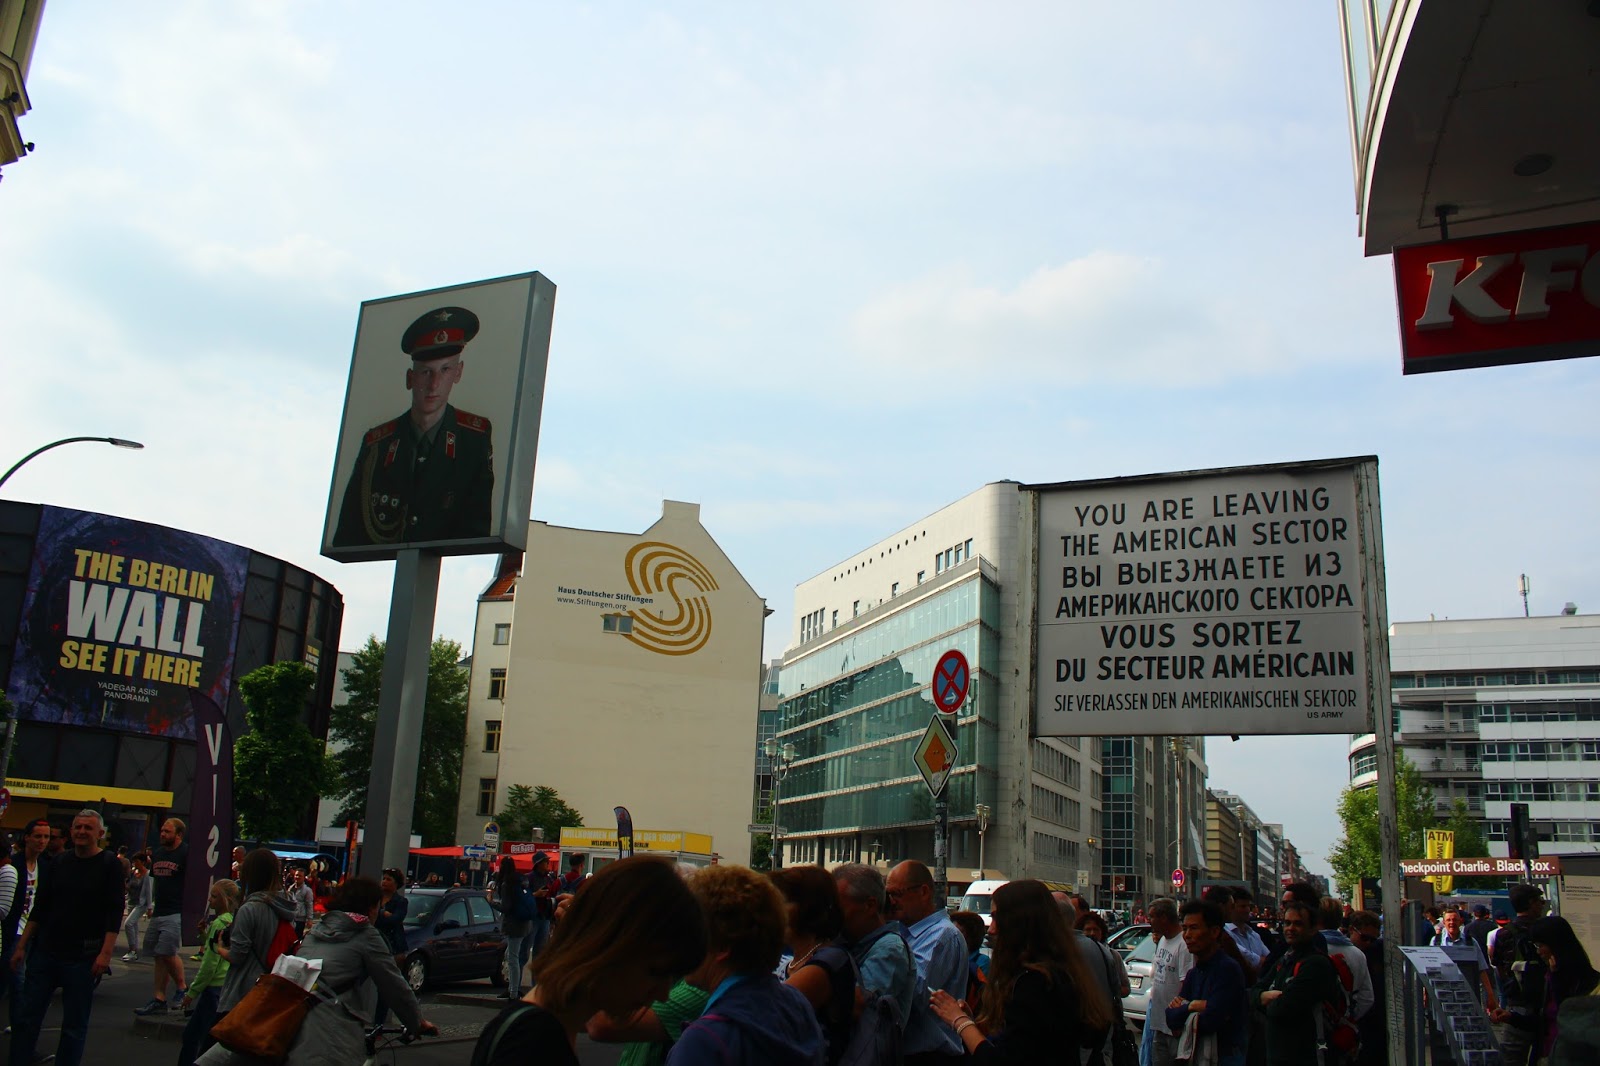 THE BERLIN
WALL
SEE IT HERE
YADEGAR ASISI
PANORAMA
Haus Deutscher Stiftungen
www.Stiftungen.org
YOU ARE LEAVING
THE AMERICAN SECTOR
ВЫ ВЫЕЗЖАЕТЕ ИЗ
АМЕРИКАНСКОГО СЕКТОРА
VOUS SORTEZ
DU SECTEUR AMÉRICAIN
SIE VERLASSEN DEN AMERIKANISCHEN SEKTOR
US ARMY
KFC
ATM
Checkpoint Charlie - BlackBox